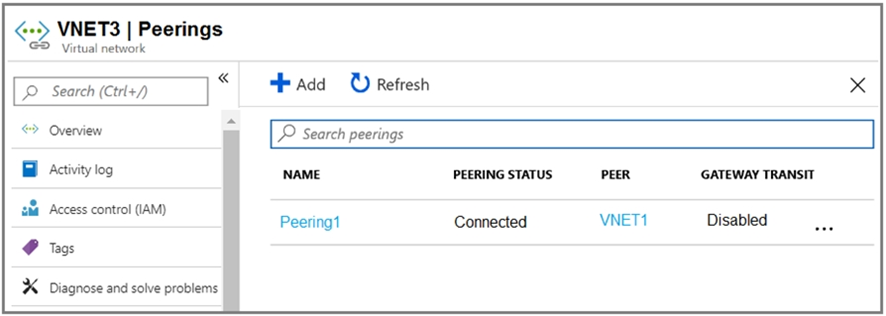 VNET3 | Peerings
Virtual network
Search (Ctrl+/)
«
Add
Refresh
Overview
Activity log
Access control (IAM)
Tags
Diagnose and solve problems
Search peerings
NAME PEERING STATUS PEER GATEWAY TRANSIT
Peering1 Connected VNET1 Disabled ...